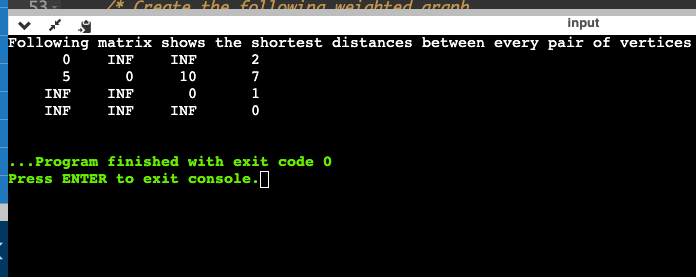 53
/* Create the following weighted graph
input
Following matrix shows the shortest distances between every pair of vertices
0 INF INF 2
5 0 10 7
INF INF 0 1
INF INF INF 0
...Program finished with exit code 0
Press ENTER to exit console.